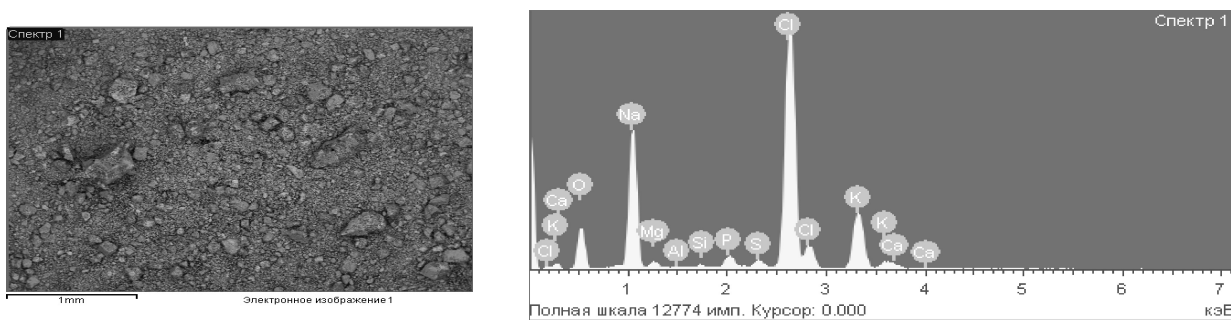 Спектр 1
1mm
Электронное изображение 1
Спектр 1
Cl
Na
O
Ca
K
Cl
Mg
Al
Si
P
S
Cl
K
K
Ca
Ca
1 2 3 4 5 6 7
Полная шкала 12774 имп. Курсор: 0.000
кэВ